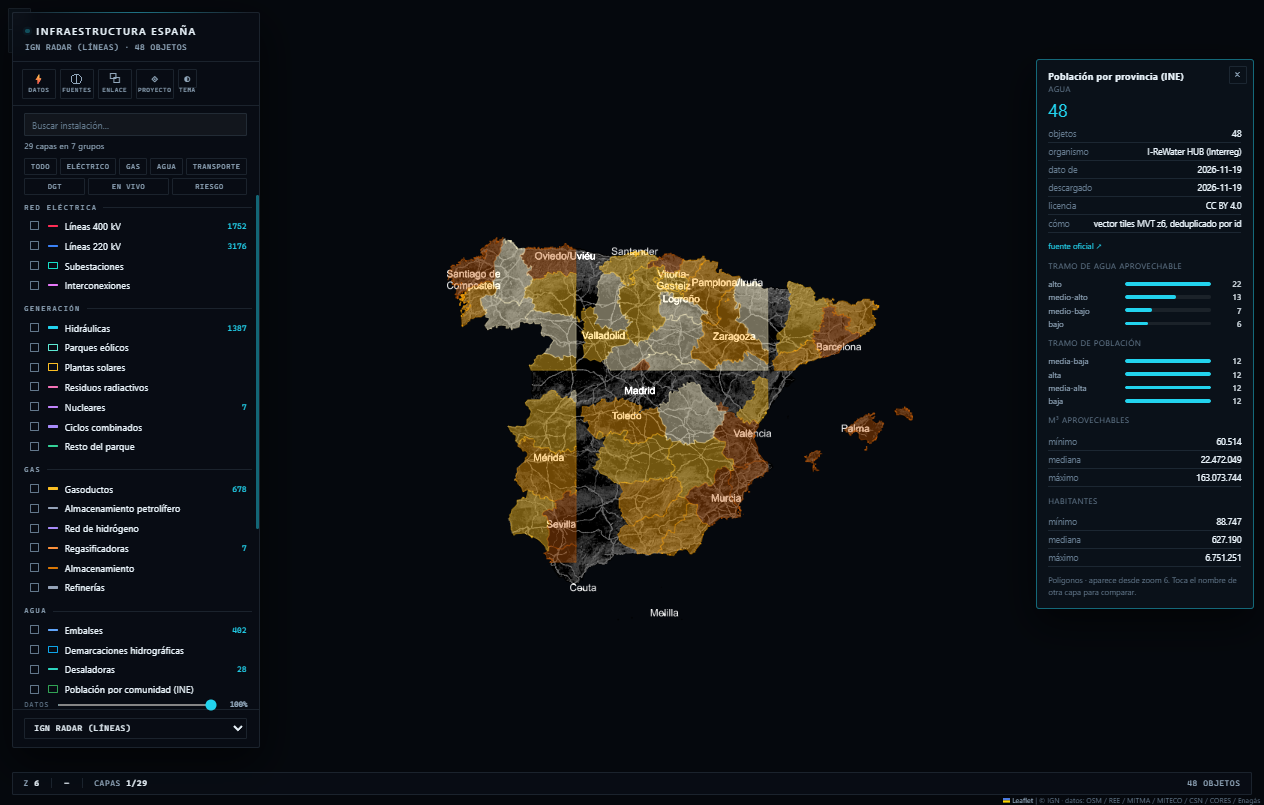 INFRAESTRUCTURA ESPAÑA
IGN RADAR (LÍNEAS) · 48 OBJETOS
DATOS
FUENTES
ENLACE
PROYECTO
TEMA
Buscar instalación...
29 capas en 7 grupos
TODO
ELÉCTRICO
GAS
AGUA
TRANSPORTE
DGT
EN VIVO
RIESGO
RED ELÉCTRICA
Líneas 400 kV 1752
Líneas 220 kV 3176
Subestaciones
Interconexiones
GENERACIÓN
Hidráulicas 1387
Parques eólicos
Plantas solares
Residuos radiactivos
Nucleares 7
Ciclos combinados
Resto del parque
GAS
Gasoductos 678
Almacenamiento petrolífero
Red de hidrógeno
Regasificadoras 7
Almacenamiento
Refinerías
AGUA
Embalses 402
Demarcaciones hidrográficas
Desaladoras 28
Población por comunidad (INE)
DATOS 100%
IGN RADAR (LÍNEAS)
Santander
Oviedo/Uviéu
Santiago de
Compostela
Vitoria-
Gasteiz
Pamplona/Iruña
Logroño
Valladolid
Zaragoza
Barcelona
Madrid
Toledo
València
Palma
Mérida
Murcia
Sevilla
Ceuta
Melilla
Población por provincia (INE)
×
AGUA
48
objetos 48
organismo I-ReWater HUB (Interreg)
dato de 2026-11-19
descargado 2026-11-19
licencia CC BY 4.0
cómo vector tiles MVT z6, deduplicado por id
fuente oficial ↗
TRAMO DE AGUA APROVECHABLE
alto 22
medio-alto 13
medio-bajo 7
bajo 6
TRAMO DE POBLACIÓN
media-baja 12
alta 12
media-alta 12
baja 12
M³ APROVECHABLES
mínimo 60.514
mediana 22.472.049
máximo 163.073.744
HABITANTES
mínimo 88.747
mediana 627.190
máximo 6.751.251
Polígonos · aparece desde zoom 6. Toca el nombre de
otra capa para comparar.
Z 6
—
CAPAS 1/29
48 OBJETOS
Leaflet | © IGN · datos: OSM / REE / MITMA / MITECO / CSN / CORES / Enagás